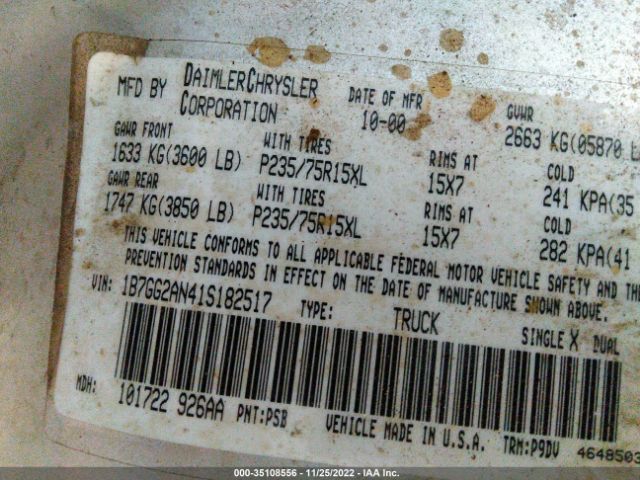 MFD BY DAIMLERCHRYSLER CORPORATION DATE OF MFR 10-00 GVWR 2663 KG(05870 L
GAWR FRONT WITH TIRES RIMS AT COLD
1633 KG(3600 LB) P235/75R15XL 15X7 241 KPA(35
GAWR REAR WITH TIRES RIMS AT COLD
1747 KG(3850 LB) P235/75R15XL 15X7 282 KPA(41
THIS VEHICLE CONFORMS TO ALL APPLICABLE FEDERAL MOTOR VEHICLE SAFETY AND THE
PREVENTION STANDARDS IN EFFECT ON THE DATE OF MANUFACTURE SHOWN ABOVE.
VIN: 1B7GG2AN41S182517 TYPE: TRUCK SINGLE X DUAL
MDH: 101722 926AA PNT:PSB VEHICLE MADE IN U.S.A. TRM:P9DV 4648503
000-35108556 - 11/25/2022 - IAA Inc.